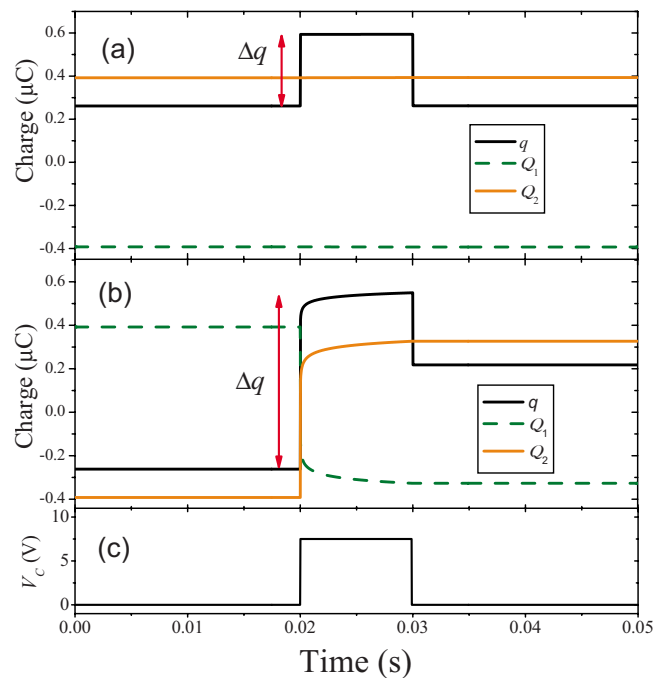 (a)
Δq
Charge (μC)
0.6
0.4
0.2
0.0
-0.2
-0.4
q
Q₁
Q₂
(b)
Δq
Charge (μC)
0.6
0.4
0.2
0.0
-0.2
-0.4
q
Q₁
Q₂
(c)
V_C (V)
10
5
0
0.00 0.01 0.02 0.03 0.04 0.05
Time (s)